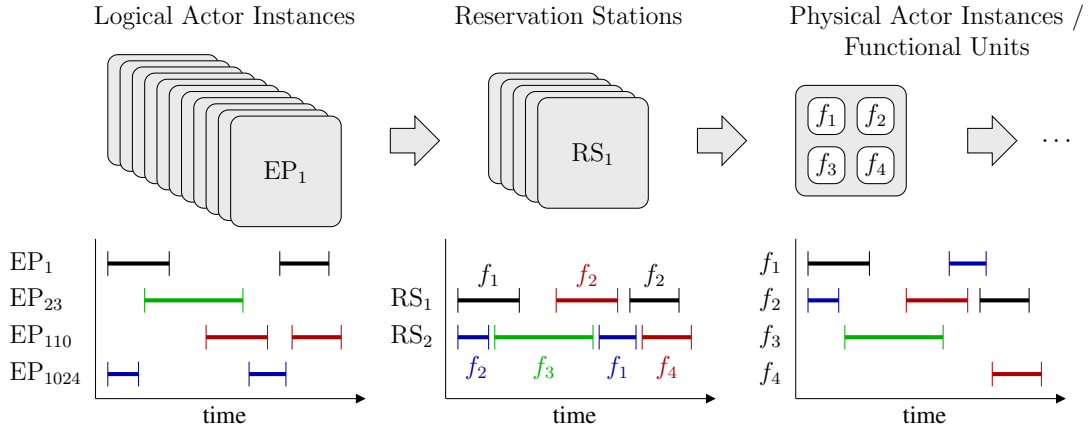 Logical Actor Instances
Reservation Stations
Physical Actor Instances /
Functional Units
EP₁
RS₁
f₁ f₂
f₃ f₄
...
EP₁
EP₂₃
EP₁₁₀
EP₁₀₂₄
time
f₁ f₂ f₂
RS₁
RS₂
f₂ f₃ f₁ f₄
time
f₁
f₂
f₃
f₄
time